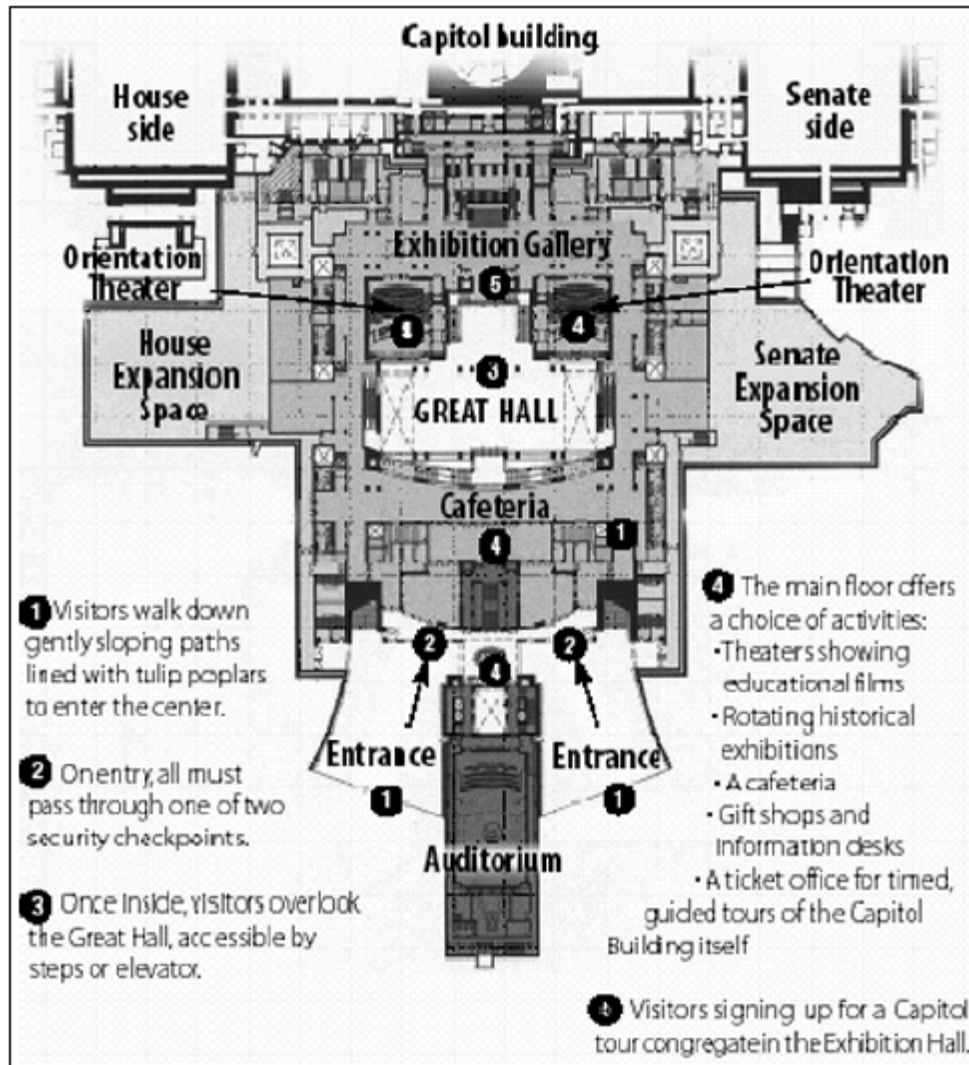 Capitol building
House
side
Senate
side
Exhibition Gallery
Orientation
Theater
Orientation
Theater
5
4
4
3
House
Expansion
Space
Senate
Expansion
Space
GREAT HALL
Cafeteria
1
4
2
2
4
Entrance
Entrance
1
1
Auditorium
1 Visitors walk down
gently sloping paths
lined with tulip poplars
to enter the center.
2 On entry, all must
pass through one of two
security checkpoints.
3 Once inside, visitors overlook
the Great Hall, accessible by
steps or elevator.
4 The main floor offers
a choice of activities:
• Theaters showing
educational films
• Rotating historical
exhibitions
• A cafeteria
• Gift shops and
information desks
• A ticket office for timed,
guided tours of the Capitol
Building itself
Visitors signing up for a Capitol
tour congregate in the Exhibition Hall.